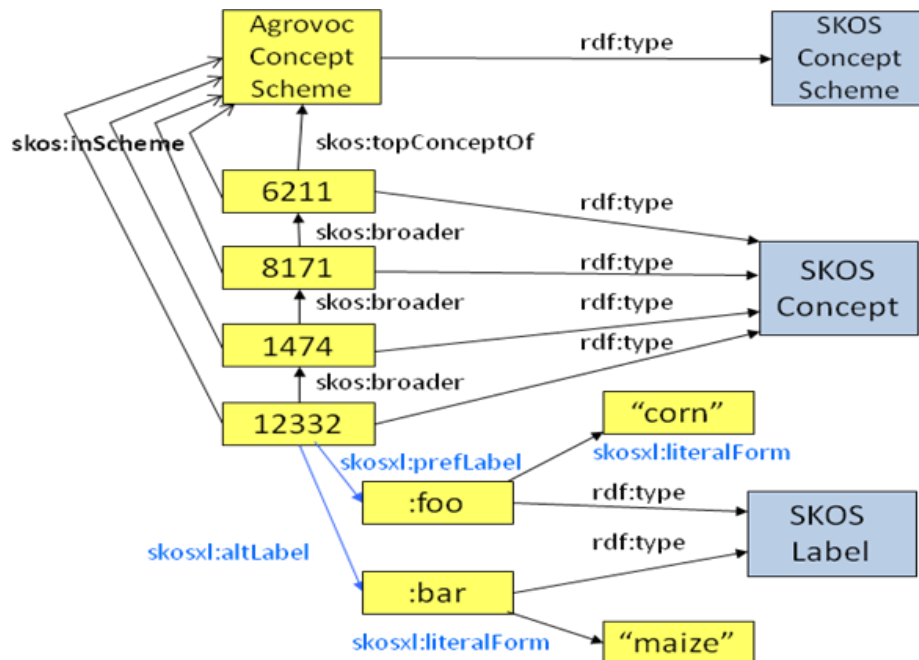 Agrovoc
Concept
Scheme
rdf:type
SKOS
Concept
Scheme
skos:inScheme
skos:topConceptOf
6211
rdf:type
skos:broader
8171
rdf:type
SKOS
Concept
skos:broader
rdf:type
1474
rdf:type
skos:broader
12332
“corn”
skosxl:prefLabel
skosxl:literalForm
:foo
rdf:type
SKOS
Label
skosxl:altLabel
rdf:type
:bar
skosxl:literalForm
“maize”